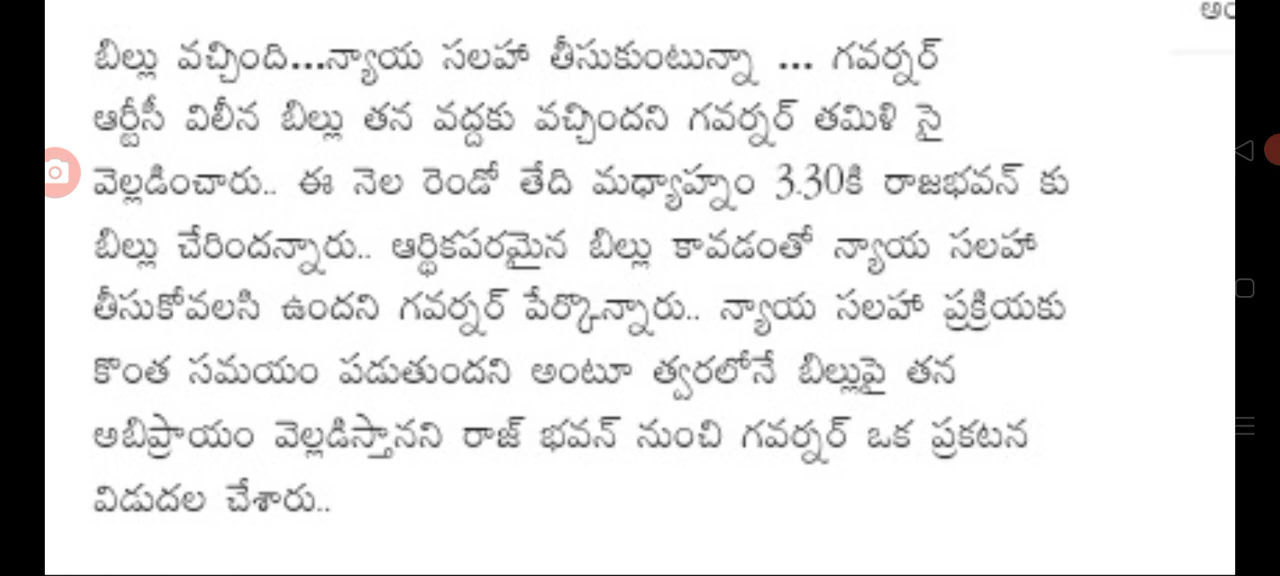 బిల్లు వచ్చింది...న్యాయ సలహా తీసుకుంటున్నా ... గవర్నర్
ఆర్టీసీ విలీన బిల్లు తన వద్దకు వచ్చిందని గవర్నర్ తమిళి సై
వెల్లడించారు.. ఈ నెల రెండో తేది మధ్యాహ్నం 3.30కి రాజభవన్ కు
బిల్లు చేరిందన్నారు.. ఆర్థికపరమైన బిల్లు కావడంతో న్యాయ సలహా
తీసుకోవలసి ఉందని గవర్నర్ పేర్కొన్నారు.. న్యాయ సలహా ప్రక్రియకు
కొంత సమయం పడుతుందని అంటూ త్వరలోనే బిల్లుపై తన
అబిప్రాయం వెల్లడిస్తానని రాజ్ భవన్ నుంచి గవర్నర్ ఒక ప్రకటన
విడుదల చేశారు..